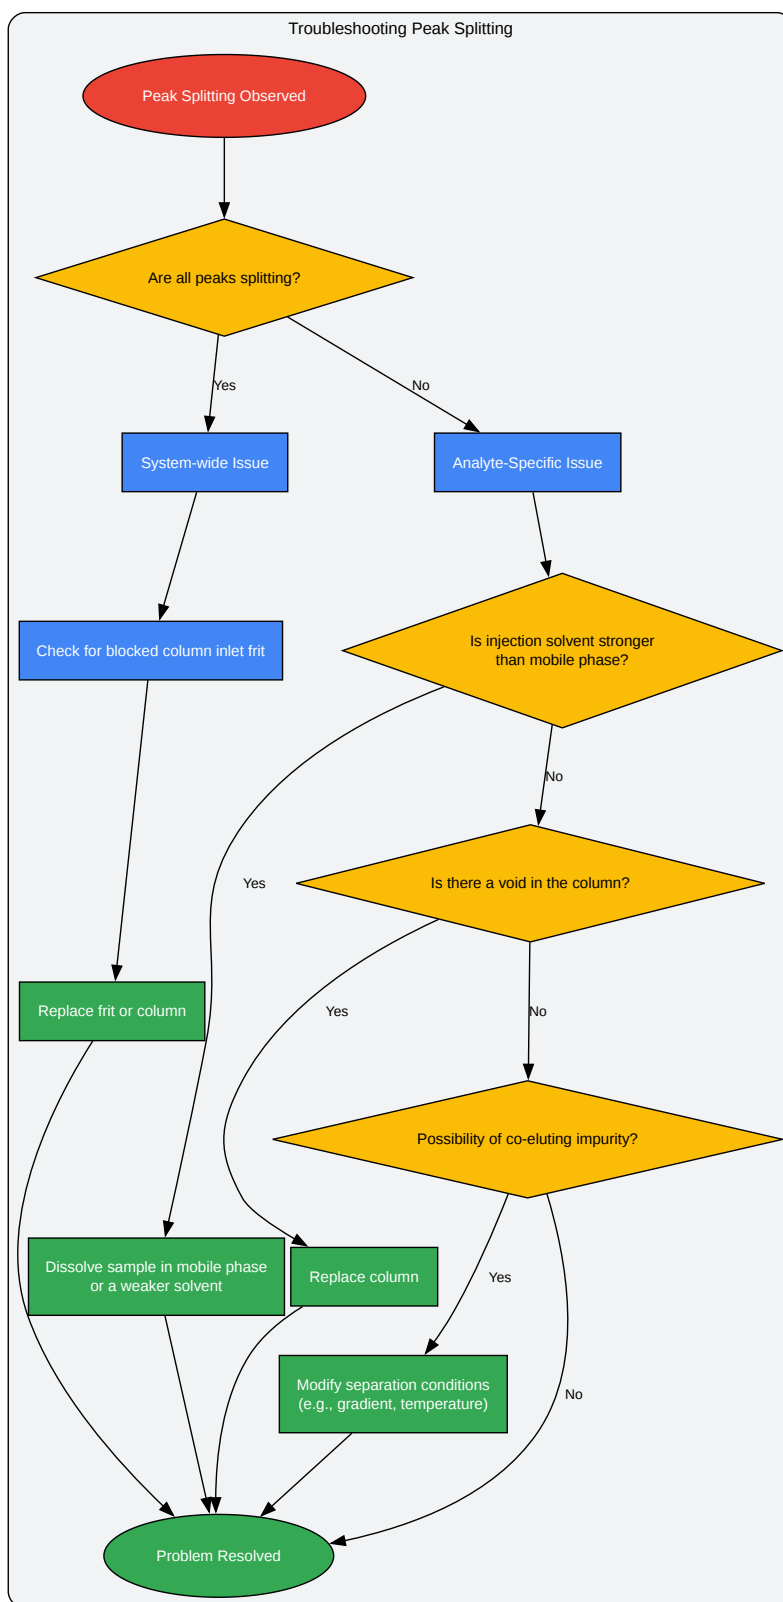 Troubleshooting Peak Splitting
Peak Splitting Observed
Are all peaks splitting?
Yes
No
System-wide Issue
Analyte-Specific Issue
Check for blocked column inlet frit
Is injection solvent stronger
than mobile phase?
No
Yes
Is there a void in the column?
Replace frit or column
Yes
No
Possibility of co-eluting impurity?
Dissolve sample in mobile phase
or a weaker solvent
Replace column
Yes
Modify separation conditions
(e.g., gradient, temperature)
No
Problem Resolved